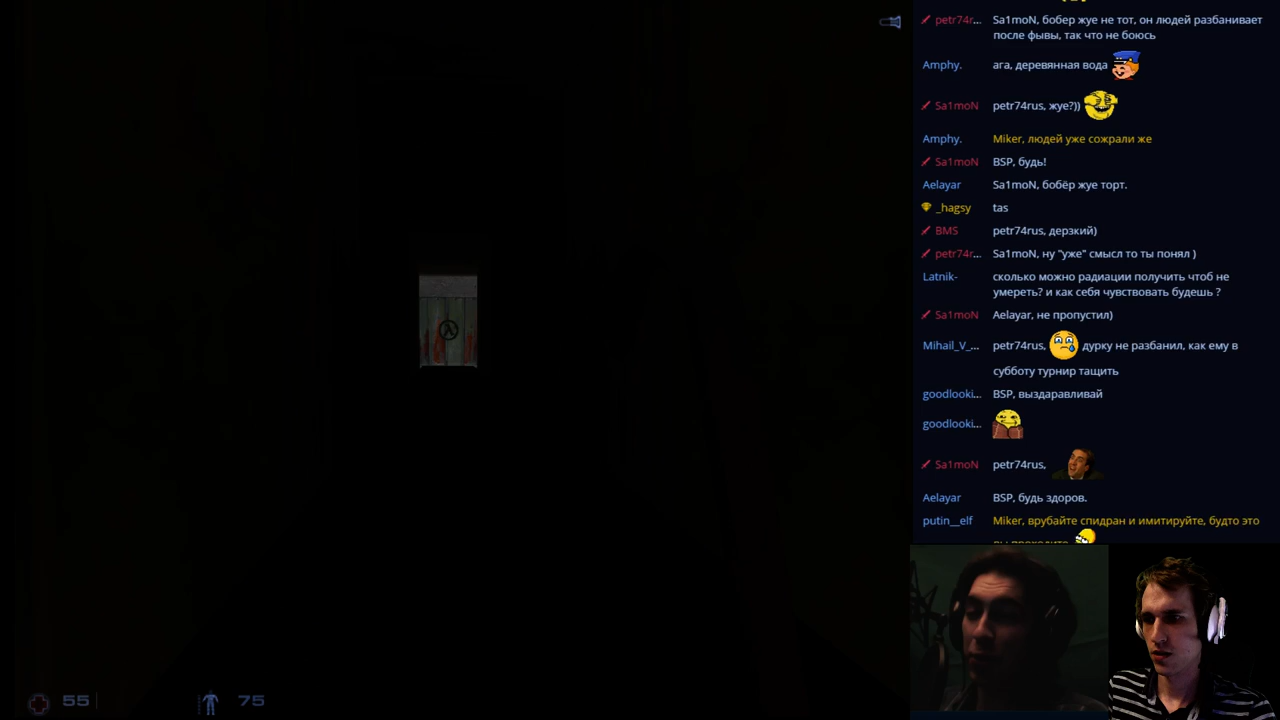 petr74r...
Sa1moN, бобер жуе не тот, он людей разбанивает
после фывы, так что не боюсь
Amphy.
ага, деревянная вода
Sa1moN
petr74rus, жуе?))
Amphy.
Miker, людей уже сожрали же
Sa1moN
BSP, будь!
Aelayar
Sa1moN, бобёр жуе торт.
_hagsy
tas
BMS
petr74rus, дерзкий)
petr74r...
Sa1moN, ну "уже" смысл то ты понял )
Latnik-
сколько можно радиации получить чтоб не
умереть? и как себя чувствовать будешь ?
Sa1moN
Aelayar, не пропустил)
Mihail_V_...
petr74rus, дурку не разбанил, как ему в
субботу турнир тащить
goodlooki...
BSP, выздаравливай
goodlooki...
Sa1moN
petr74rus,
Aelayar
BSP, будь здоров.
putin__elf
Miker, врубайте спидран и имитируйте, будто это
55
75